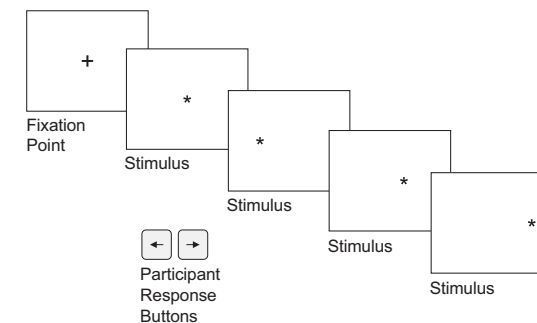 +
Fixation
Point
*
Stimulus
*
Stimulus
*
Stimulus
*
Stimulus
← →
Participant
Response
Buttons